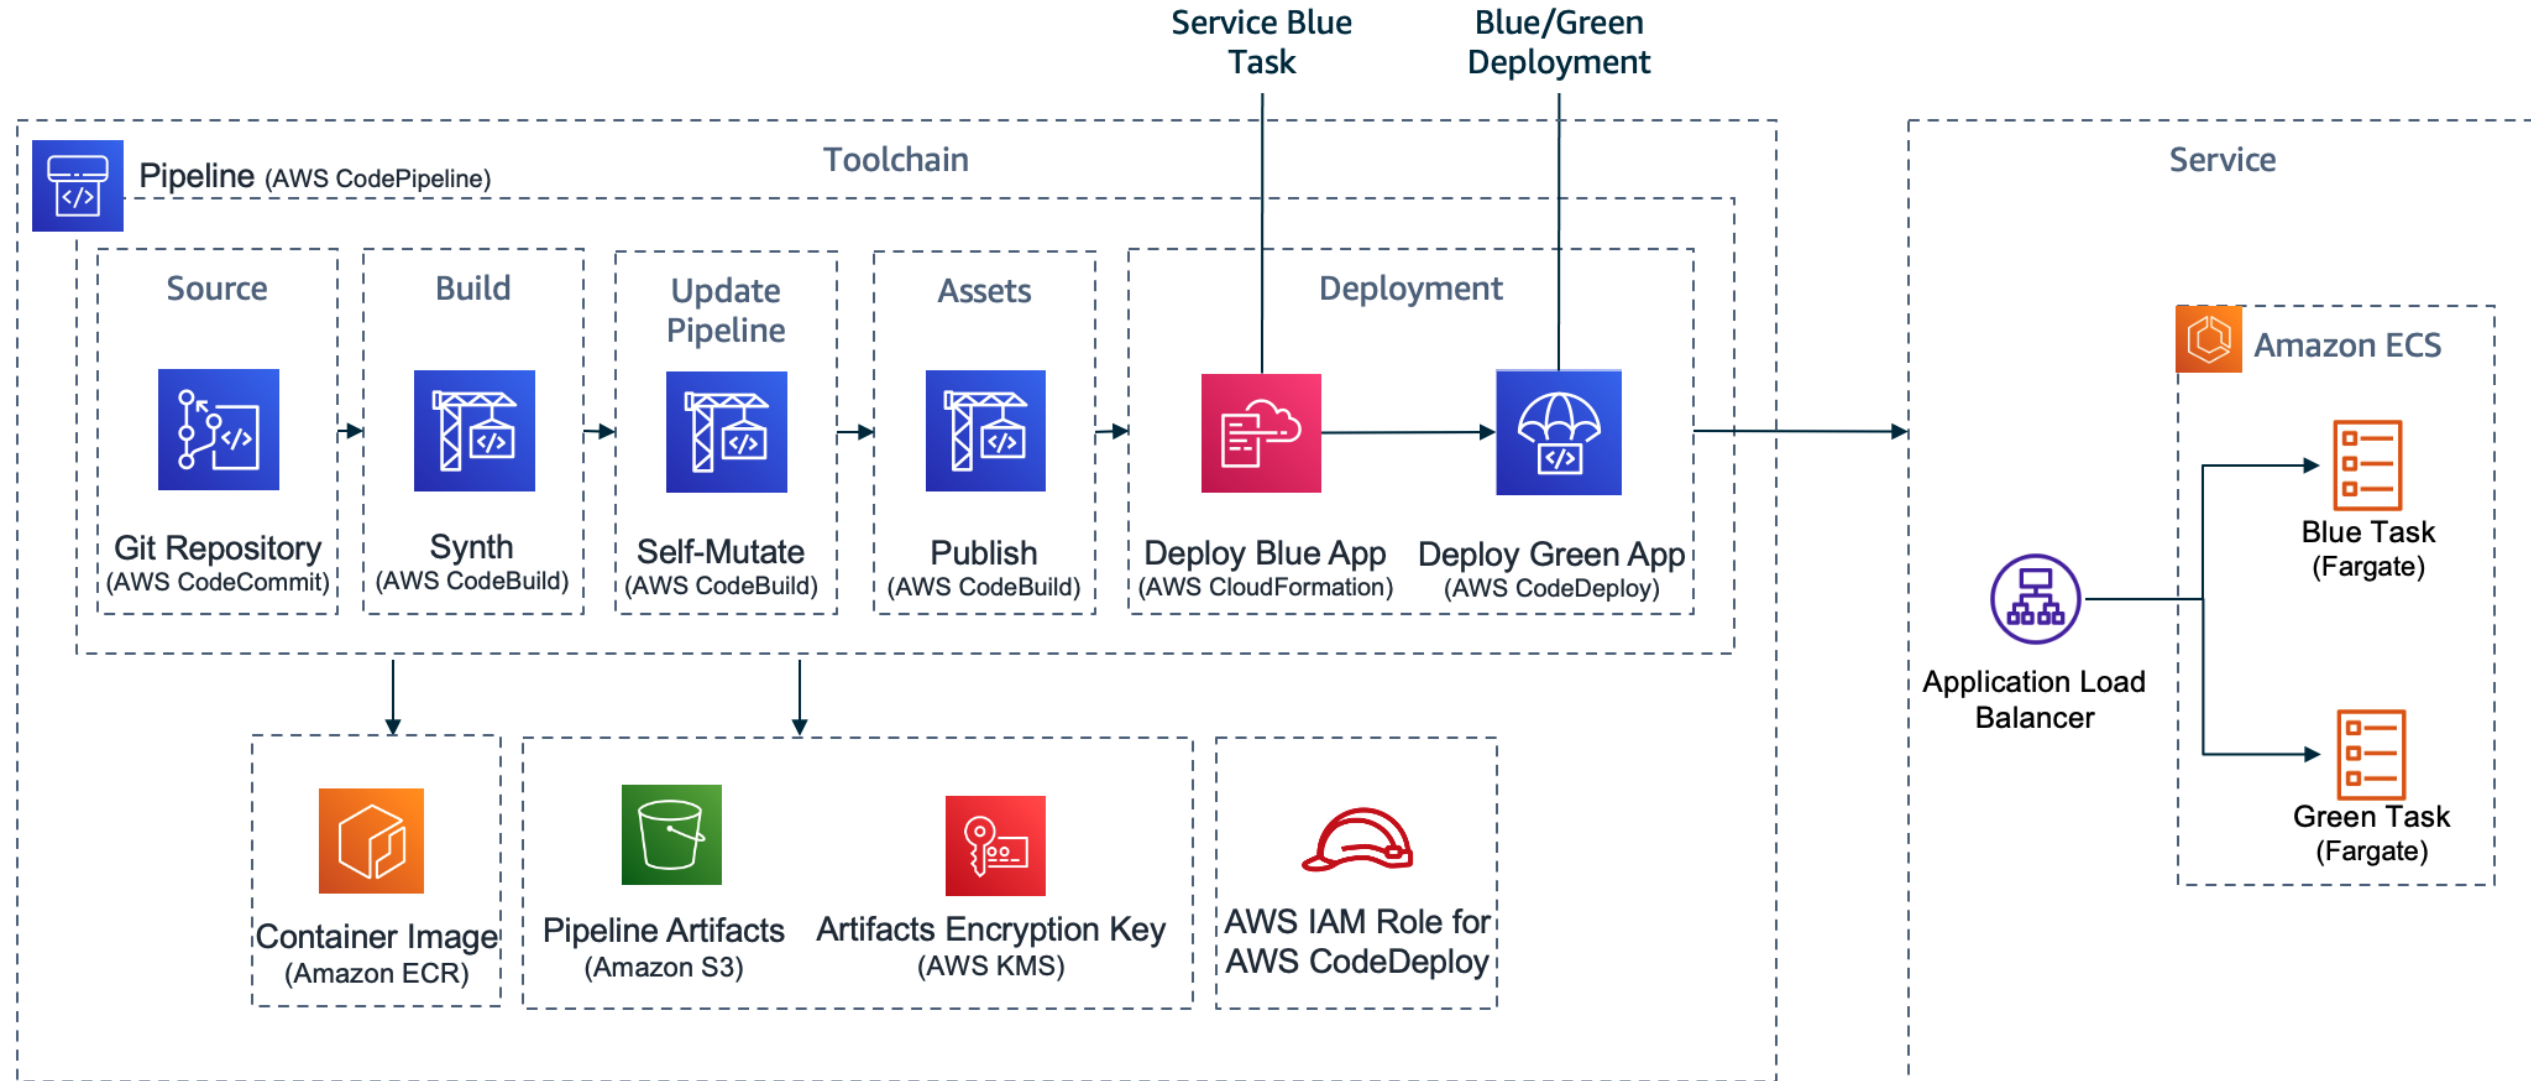 Service Blue
Task
Blue/Green
Deployment
Pipeline (AWS CodePipeline)
Toolchain
Service
Source
Build
Update
Pipeline
Assets
Deployment
Git Repository
(AWS CodeCommit)
Synth
(AWS CodeBuild)
Self-Mutate
(AWS CodeBuild)
Publish
(AWS CodeBuild)
Deploy Blue App
(AWS CloudFormation)
Deploy Green App
(AWS CodeDeploy)
Amazon ECS
Blue Task
(Fargate)
Application Load
Balancer
Green Task
(Fargate)
Container Image
(Amazon ECR)
Pipeline Artifacts
(Amazon S3)
Artifacts Encryption Key
(AWS KMS)
AWS IAM Role for
AWS CodeDeploy